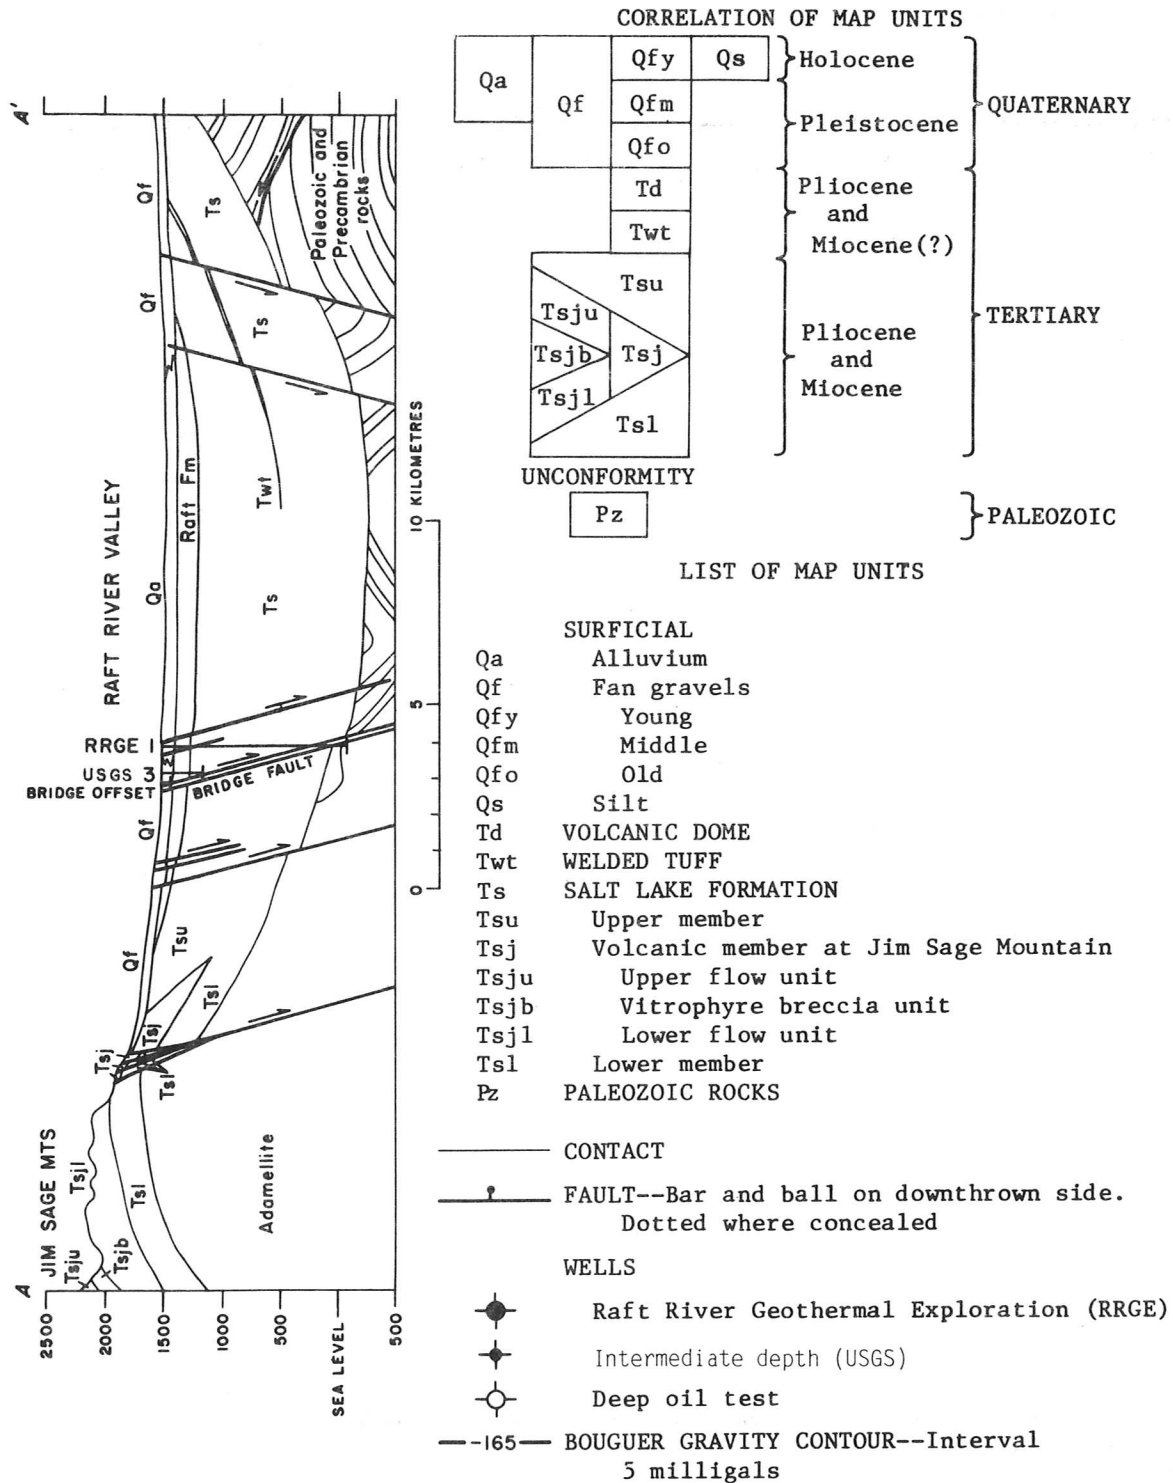 CORRELATION OF MAP UNITS
Qa
Qf
Qfy
Qs
Holocene
Qfm
Qfo
Pleistocene
QUATERNARY
Td
Twt
Pliocene
and
Miocene(?)
Tsu
Tsju
Tsjb
Tsj
Tsjl
Tsl
Pliocene
and
Miocene
TERTIARY
UNCONFORMITY
Pz
PALEOZOIC
LIST OF MAP UNITS
SURFICIAL
Qa Alluvium
Qf Fan gravels
Qfy Young
Qfm Middle
Qfo Old
Qs Silt
Td VOLCANIC DOME
Twt WELDED TUFF
Ts SALT LAKE FORMATION
Tsu Upper member
Tsj Volcanic member at Jim Sage Mountain
Tsju Upper flow unit
Tsjb Vitrophyre breccia unit
Tsjl Lower flow unit
Tsl Lower member
Pz PALEOZOIC ROCKS
CONTACT
FAULT--Bar and ball on downthrown side.
Dotted where concealed
WELLS
Raft River Geothermal Exploration (RRGE)
Intermediate depth (USGS)
Deep oil test
-165 BOUGUER GRAVITY CONTOUR--Interval
5 milligals
A
JIM SAGE MTS
RAFT RIVER VALLEY
A'
Tsju
Tsjb
Tsjl
Tsl
Adamellite
Tsj
Tsj
Tsl
Tsl
Tsu
Qf
Qf
BRIDGE OFFSET
USGS 3
RRGE 1
BRIDGE FAULT
Qa
Raft Fm
Ts
Twt
Qf
Ts
Qf
Ts
Paleozoic and
Precambrian
rocks
2500
2000
1500
1000
500
SEA LEVEL
500
0
5
10 KILOMETRES